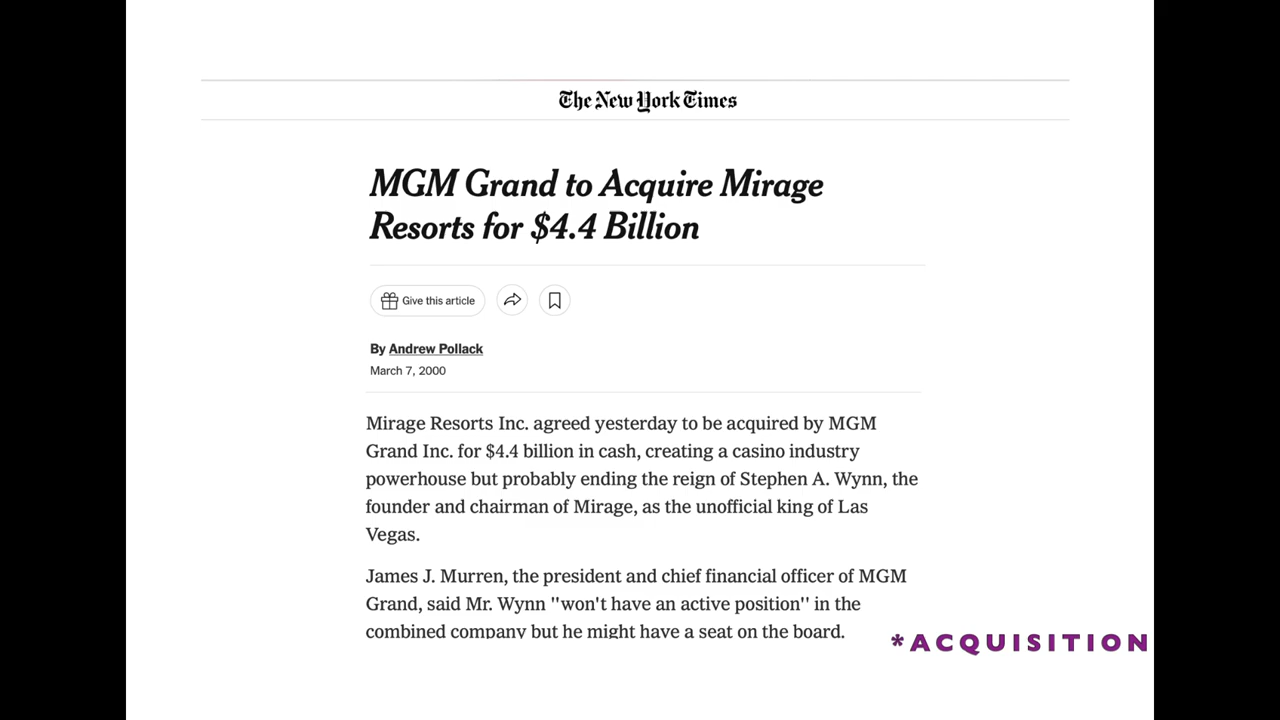 The New York Times
MGM Grand to Acquire Mirage
Resorts for $4.4 Billion
Give this article
By Andrew Pollack
March 7, 2000
Mirage Resorts Inc. agreed yesterday to be acquired by MGM
Grand Inc. for $4.4 billion in cash, creating a casino industry
powerhouse but probably ending the reign of Stephen A. Wynn, the
founder and chairman of Mirage, as the unofficial king of Las
Vegas.
James J. Murren, the president and chief financial officer of MGM
Grand, said Mr. Wynn "won't have an active position" in the
combined company but he might have a seat on the board.
*ACQUISITION